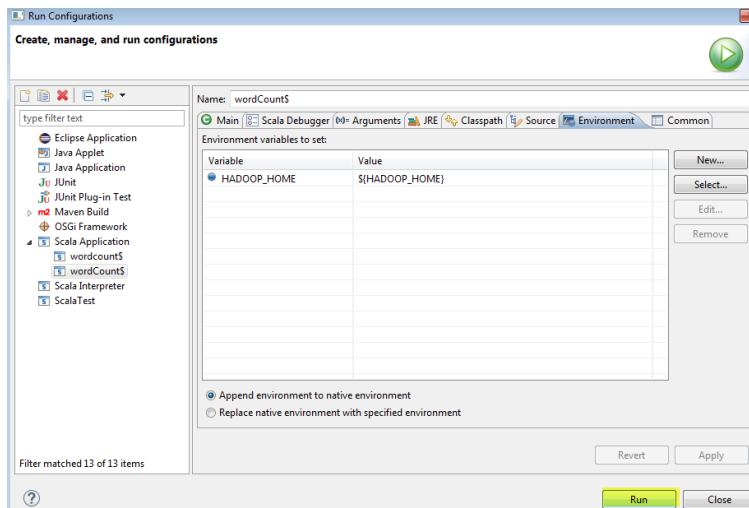 Run Configurations
Create, manage, and run configurations
type filter text
Eclipse Application
Java Applet
Java Application
JU JUnit
JUnit Plug-in Test
m2 Maven Build
OSGi Framework
Scala Application
wordcount$
wordCount$
Scala Interpreter
ScalaTest
Filter matched 13 of 13 items
Name: wordCount$
Main Scala Debugger (x)= Arguments JRE Classpath Source Environment Common
Environment variables to set:
Variable Value
HADOOP_HOME ${HADOOP_HOME}
New...
Select...
Edit...
Remove
Append environment to native environment
Replace native environment with specified environment
Revert Apply
Run Close